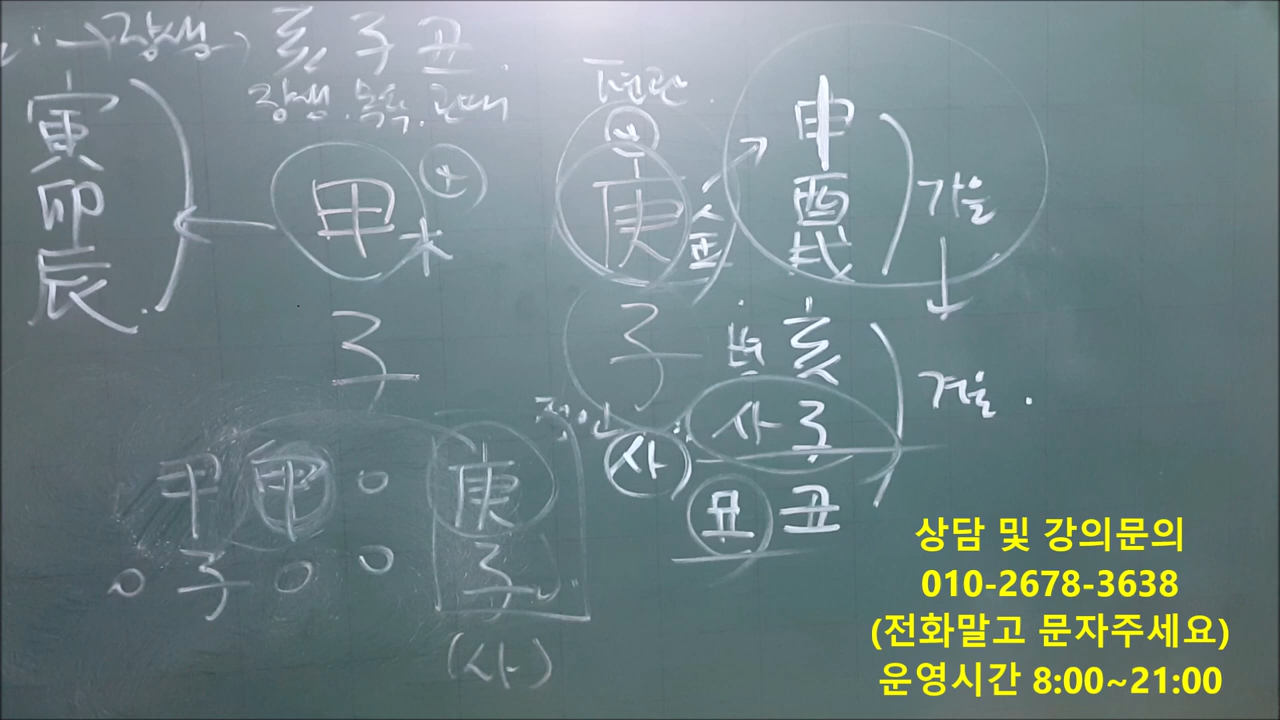 장생 亥 子 丑
장생. 목욕. 관대
편관
寅
卯
辰
甲 木 +
庚 金 +
申
酉
戌
가을
子
子
병 亥
사 子
묘 丑
겨울
사
甲 甲 ○ 庚
○ 子 ○ ○ 子
(사)
상담 및 강의문의
010-2678-3638
(전화말고 문자주세요)
운영시간 8:00~21:00